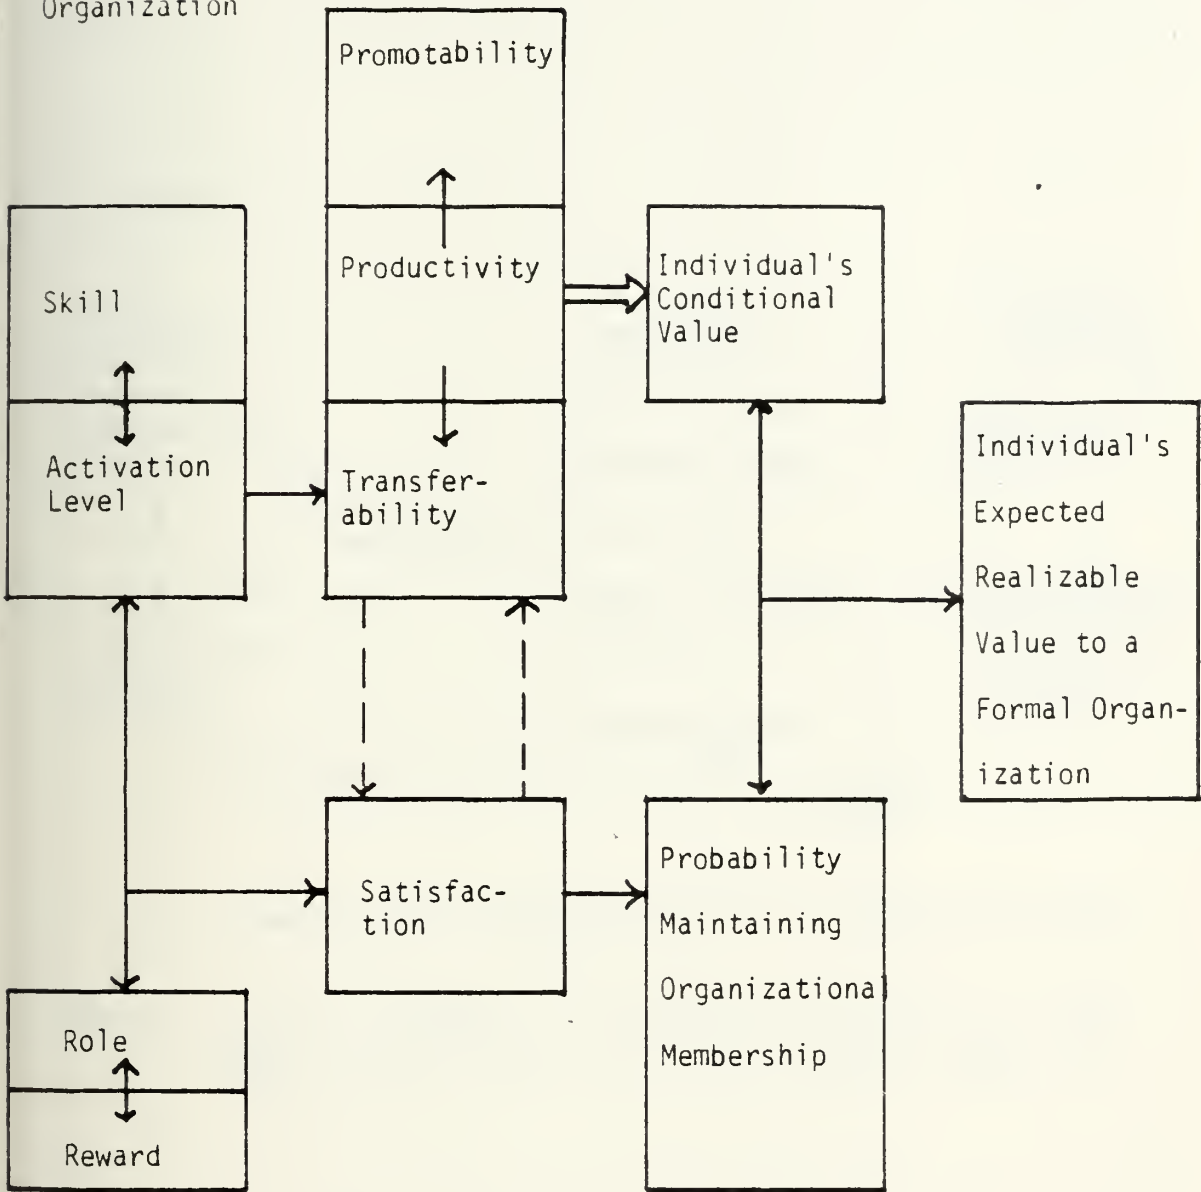 Organization
Promotability
Productivity
Transfer-
ability
Skill
Activation
Level
Individual's
Conditional
Value
Individual's
Expected
Realizable
Value to a
Formal Organ-
ization
Satisfac-
tion
Probability
Maintaining
Organizationa
Membership
Role
Reward